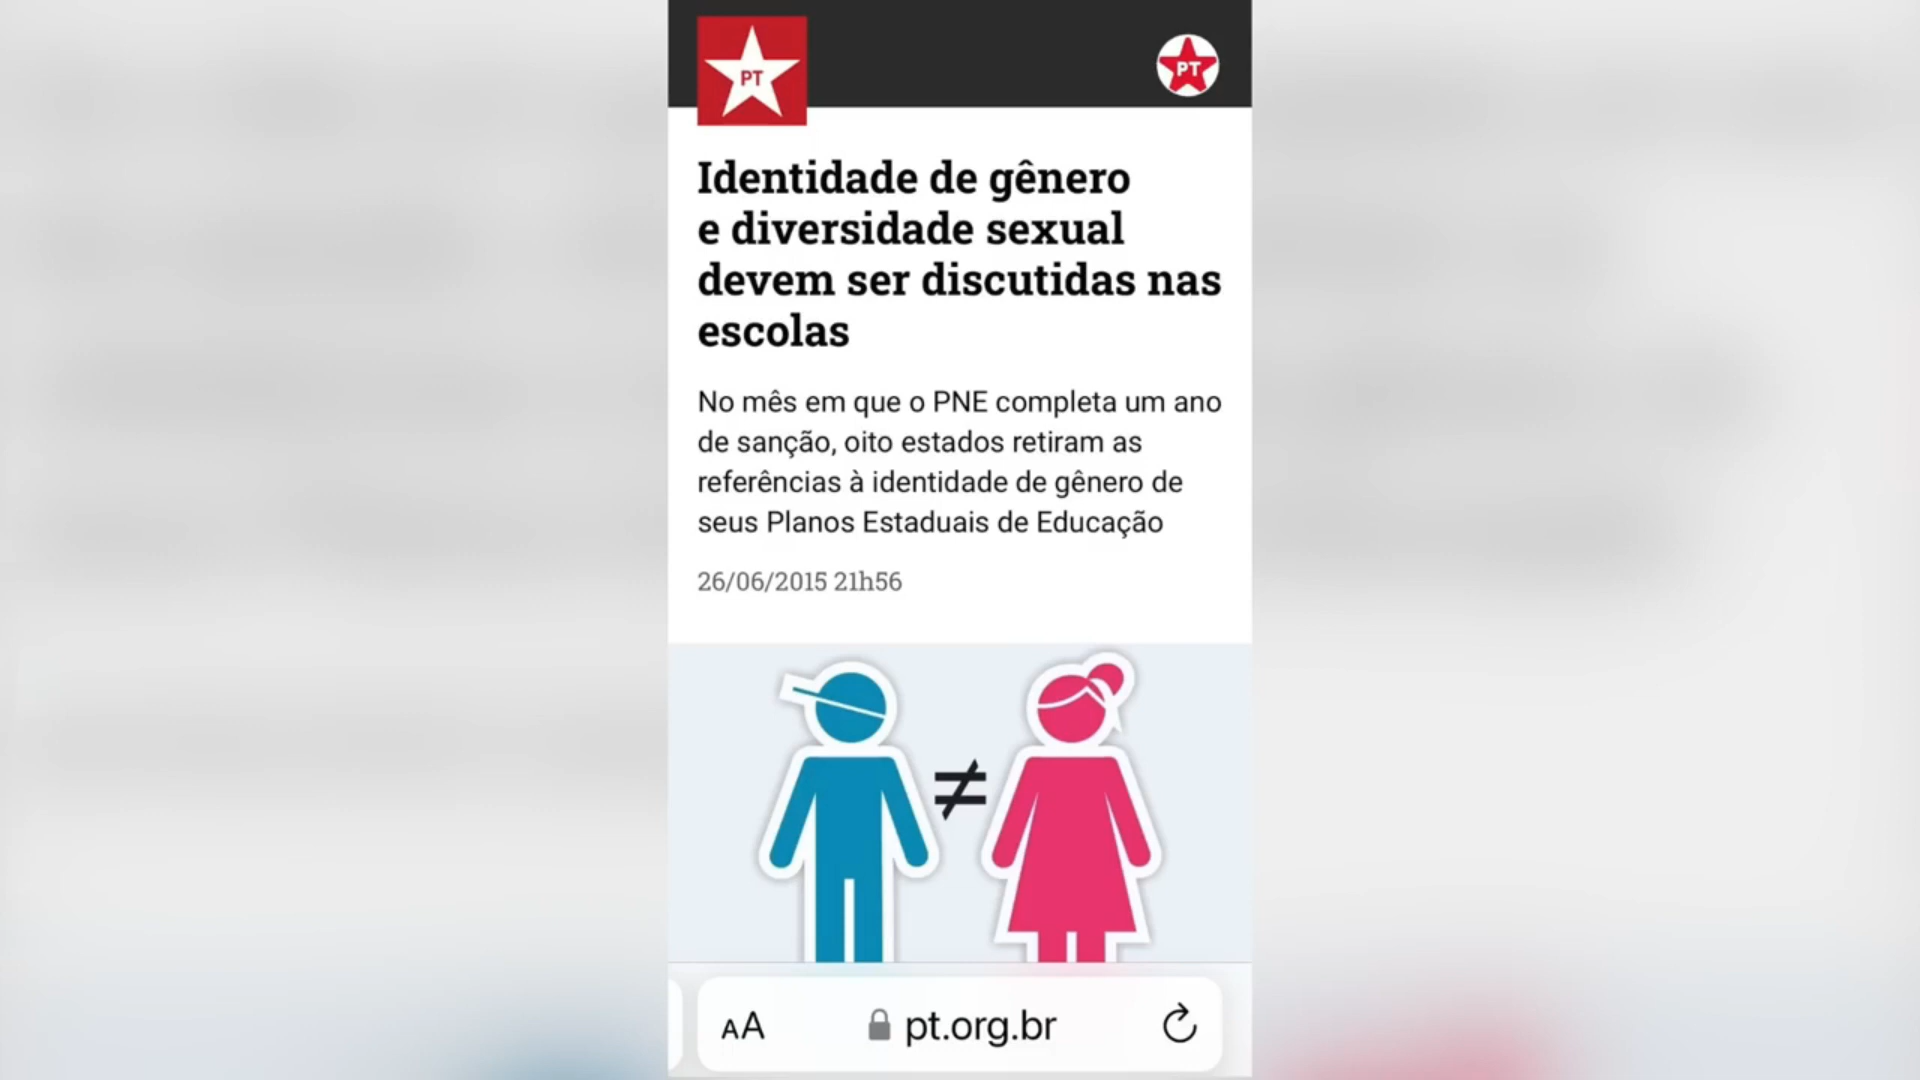 PT
PT
Identidade de gênero
e diversidade sexual
devem ser discutidas nas
escolas
No mês em que o PNE completa um ano
de sanção, oito estados retiram as
referências à identidade de gênero de
seus Planos Estaduais de Educação
26/06/2015 21h56
≠
AA pt.org.br